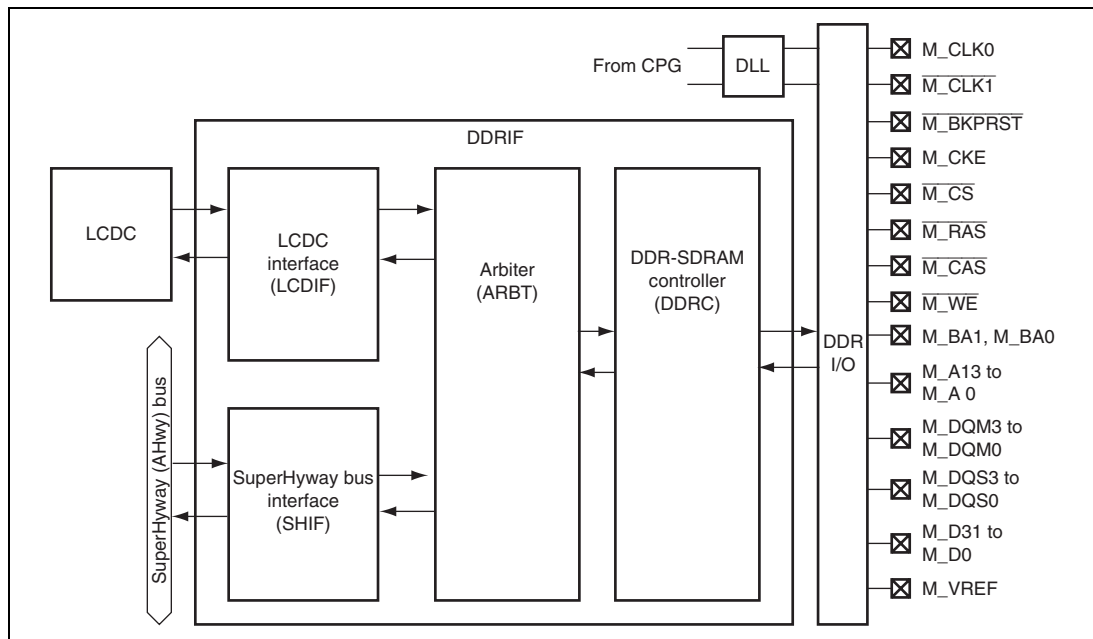 From CPG
DLL
DDRIF
LCDC
LCDC
interface
(LCDIF)
Arbiter
(ARBT)
DDR-SDRAM
controller
(DDRC)
SuperHyway (AHwy) bus
SuperHyway bus
interface
(SHIF)
DDR
I/O
M_CLK0
M_CLK1
M_BKPRST
M_CKE
M_CS
M_RAS
M_CAS
M_WE
M_BA1, M_BA0
M_A13 to
M_A 0
M_DQM3 to
M_DQM0
M_DQS3 to
M_DQS0
M_D31 to
M_D0
M_VREF